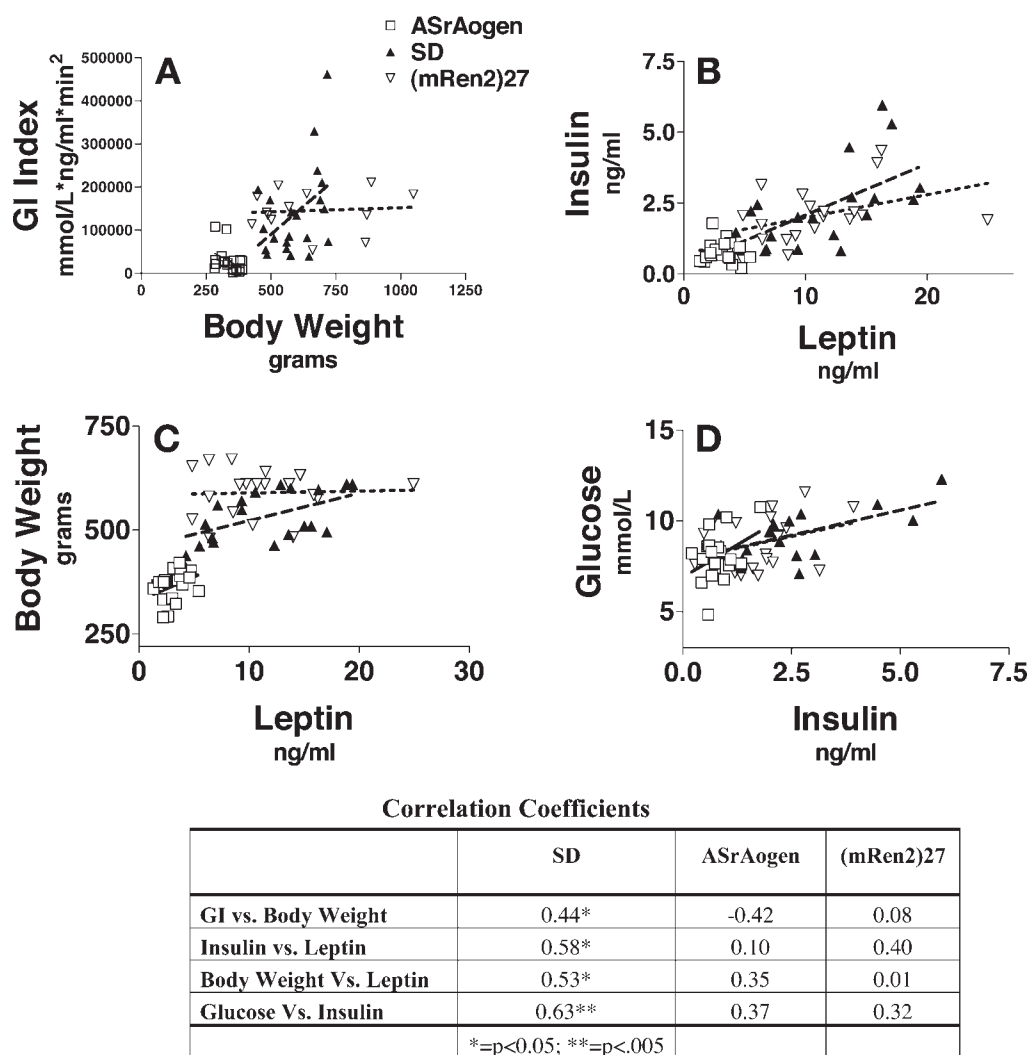 ASrAogen
SD
(mRen2)27
A
GI Index
mmol/L*ng/ml*min2
500000
400000
300000
200000
100000
0
0 250 500 750 1000 1250
Body Weight
grams
B
Insulin
ng/ml
7.5
5.0
2.5
0.0
0 10 20
Leptin
ng/ml
C
Body Weight
grams
750
500
250
0 10 20 30
Leptin
ng/ml
D
Glucose
mmol/L
15
10
5
0.0 2.5 5.0 7.5
Insulin
ng/ml
Correlation Coefficients
SD ASrAogen (mRen2)27
GI vs. Body Weight 0.44* -0.42 0.08
Insulin vs. Leptin 0.58* 0.10 0.40
Body Weight Vs. Leptin 0.53* 0.35 0.01
Glucose Vs. Insulin 0.63** 0.37 0.32
*=p<0.05; **=p<.005